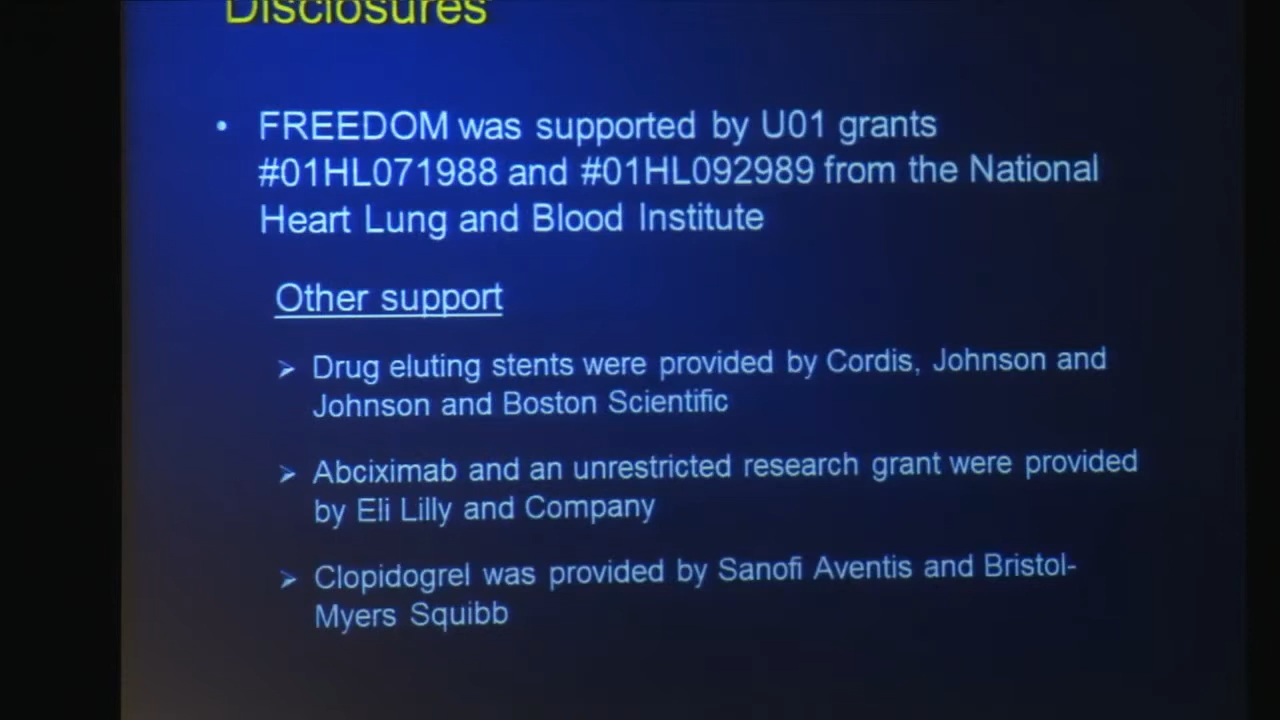 Disclosures
• FREEDOM was supported by U01 grants
#01HL071988 and #01HL092989 from the National
Heart Lung and Blood Institute
Other support
➢ Drug eluting stents were provided by Cordis, Johnson and
Johnson and Boston Scientific
➢ Abciximab and an unrestricted research grant were provided
by Eli Lilly and Company
➢ Clopidogrel was provided by Sanofi Aventis and Bristol-
Myers Squibb